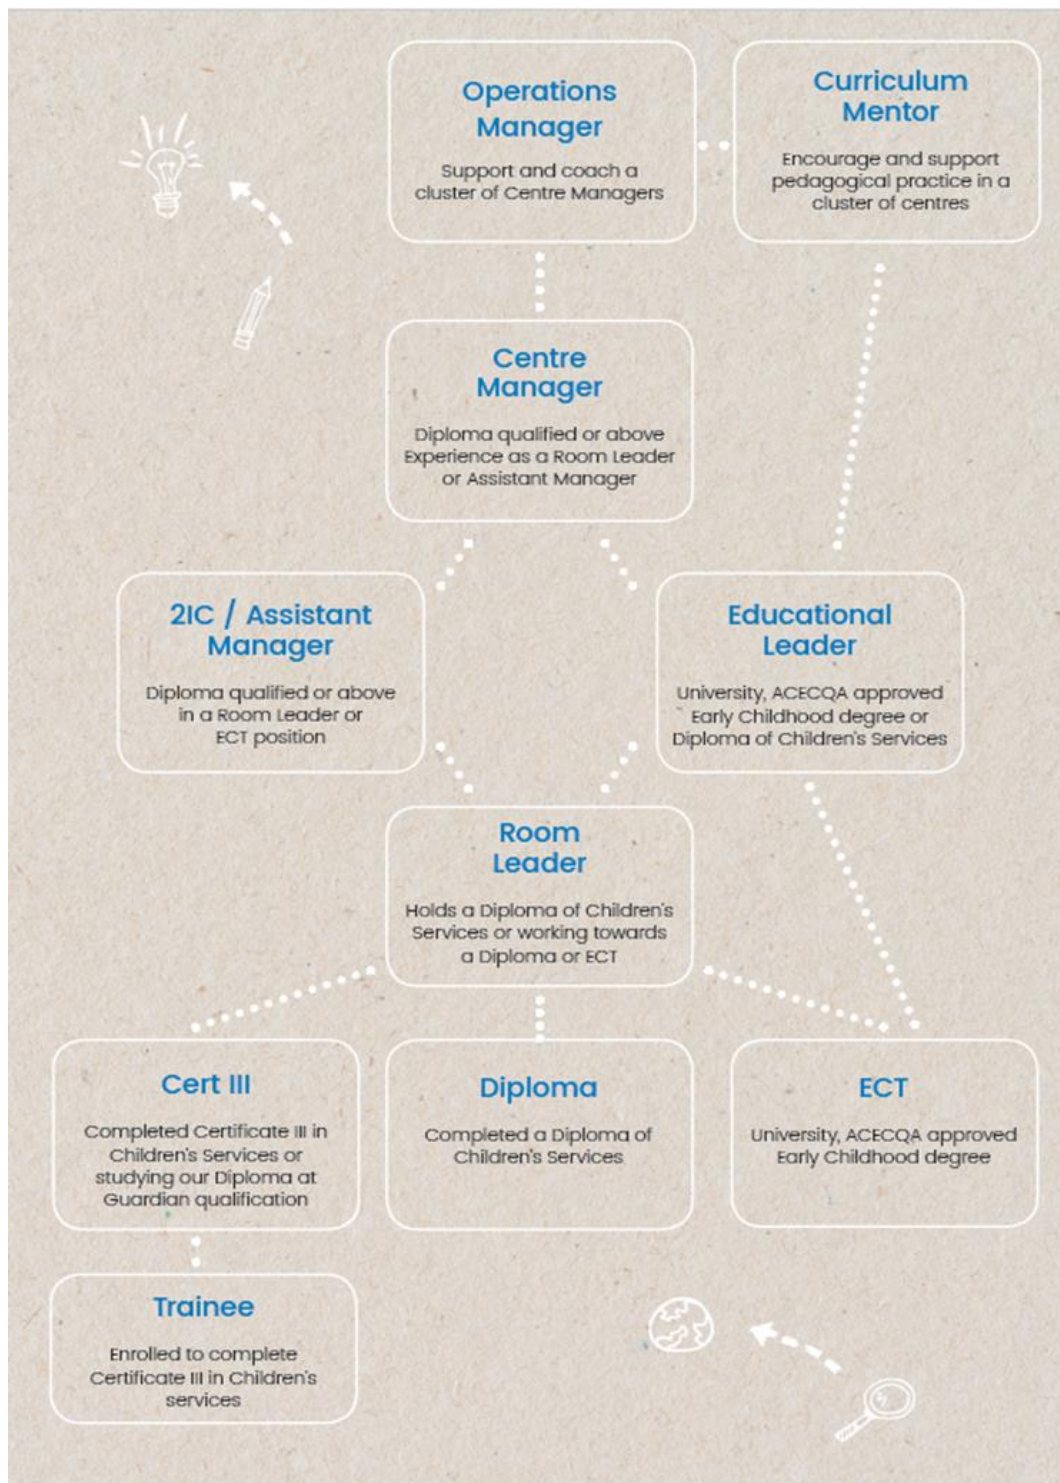 Operations
Manager
Support and coach a
cluster of Centre Managers
Curriculum
Mentor
Encourage and support
pedagogical practice in a
cluster of centres
Centre
Manager
Diploma qualified or above
Experience as a Room Leader
or Assistant Manager
2IC / Assistant
Manager
Diploma qualified or above
in a Room Leader or
ECT position
Educational
Leader
University, ACECQA approved
Early Childhood degree or
Diploma of Children's Services
Room
Leader
Holds a Diploma of Children's
Services or working towards
a Diploma or ECT
Cert III
Completed Certificate III in
Children's Services or
studying our Diploma at
Guardian qualification
Diploma
Completed a Diploma of
Children's Services
ECT
University, ACECQA approved
Early Childhood degree
Trainee
Enrolled to complete
Certificate III in Children's
services